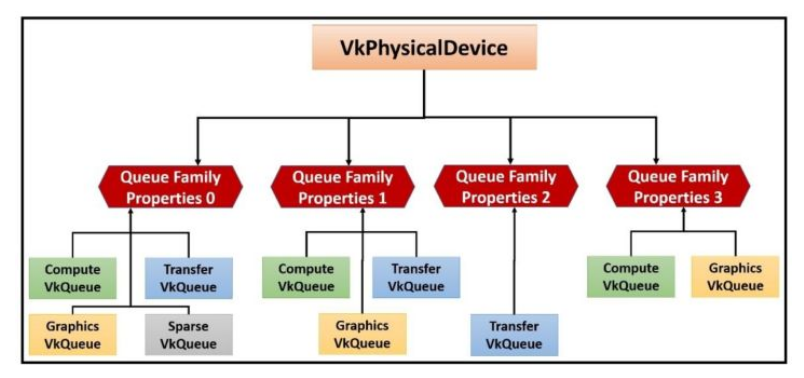 VkPhysicalDevice
Queue Family
Properties 0
Queue Family
Properties 1
Queue Family
Properties 2
Queue Family
Properties 3
Compute
VkQueue
Transfer
VkQueue
Graphics
VkQueue
Sparse
VkQueue
Compute
VkQueue
Transfer
VkQueue
Graphics
VkQueue
Transfer
VkQueue
Compute
VkQueue
Graphics
VkQueue